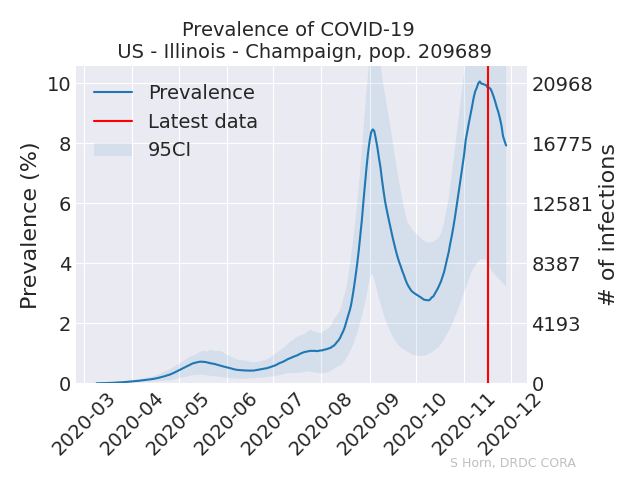 Prevalence of COVID-19
US - Illinois - Champaign, pop. 209689
Prevalence
Latest data
95CI
Prevalence (%)
10
8
6
4
2
0
20968
16775
12581
8387
4193
0
# of infections
2020-03
2020-04
2020-05
2020-06
2020-07
2020-08
2020-09
2020-10
2020-11
2020-12
S Horn, DRDC CORA